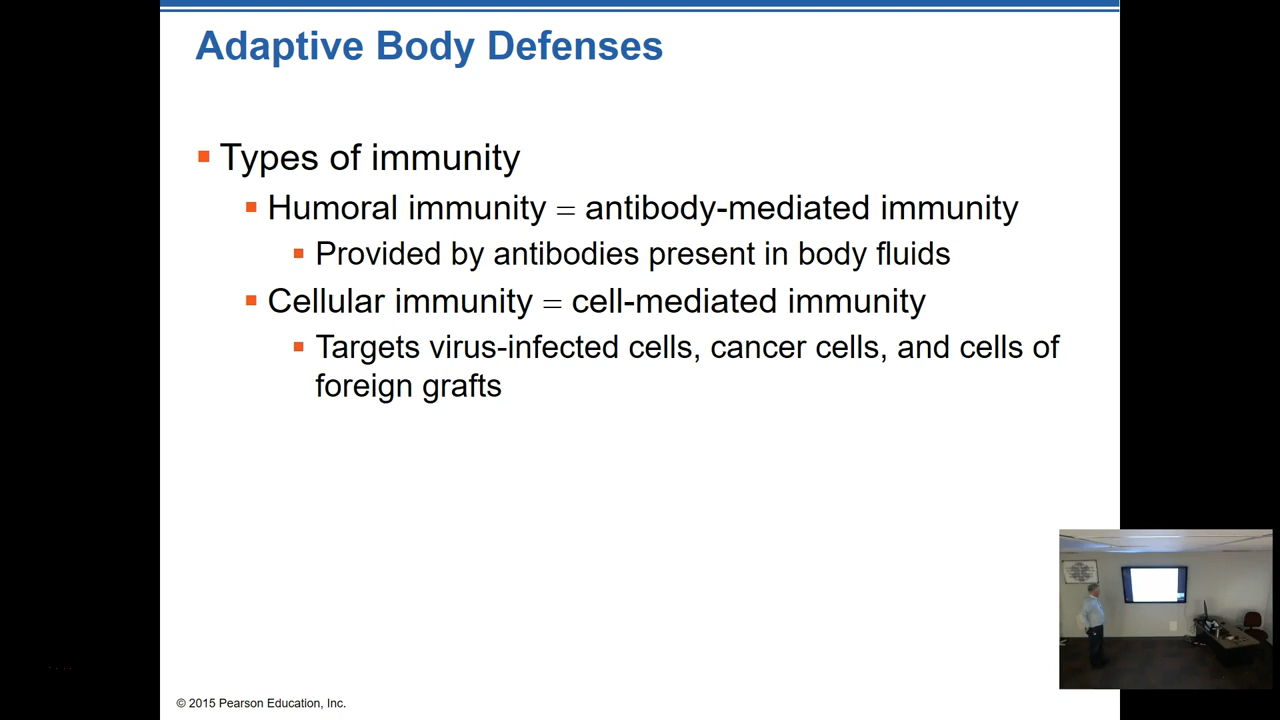 Adaptive Body Defenses
Types of immunity
Humoral immunity = antibody-mediated immunity
Provided by antibodies present in body fluids
Cellular immunity = cell-mediated immunity
Targets virus-infected cells, cancer cells, and cells of
foreign grafts
© 2015 Pearson Education, Inc.